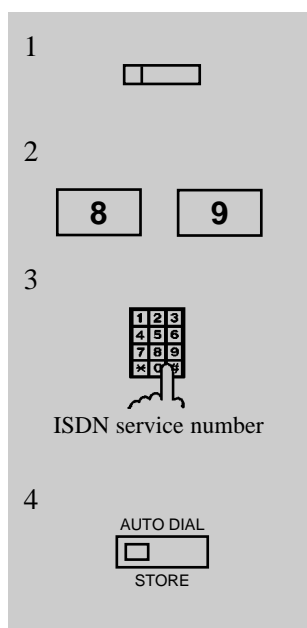 1
2
8 9
3
1 2 3
4 5 6
7 8 9
* 0 #
ISDN service number
4
AUTO DIAL
STORE